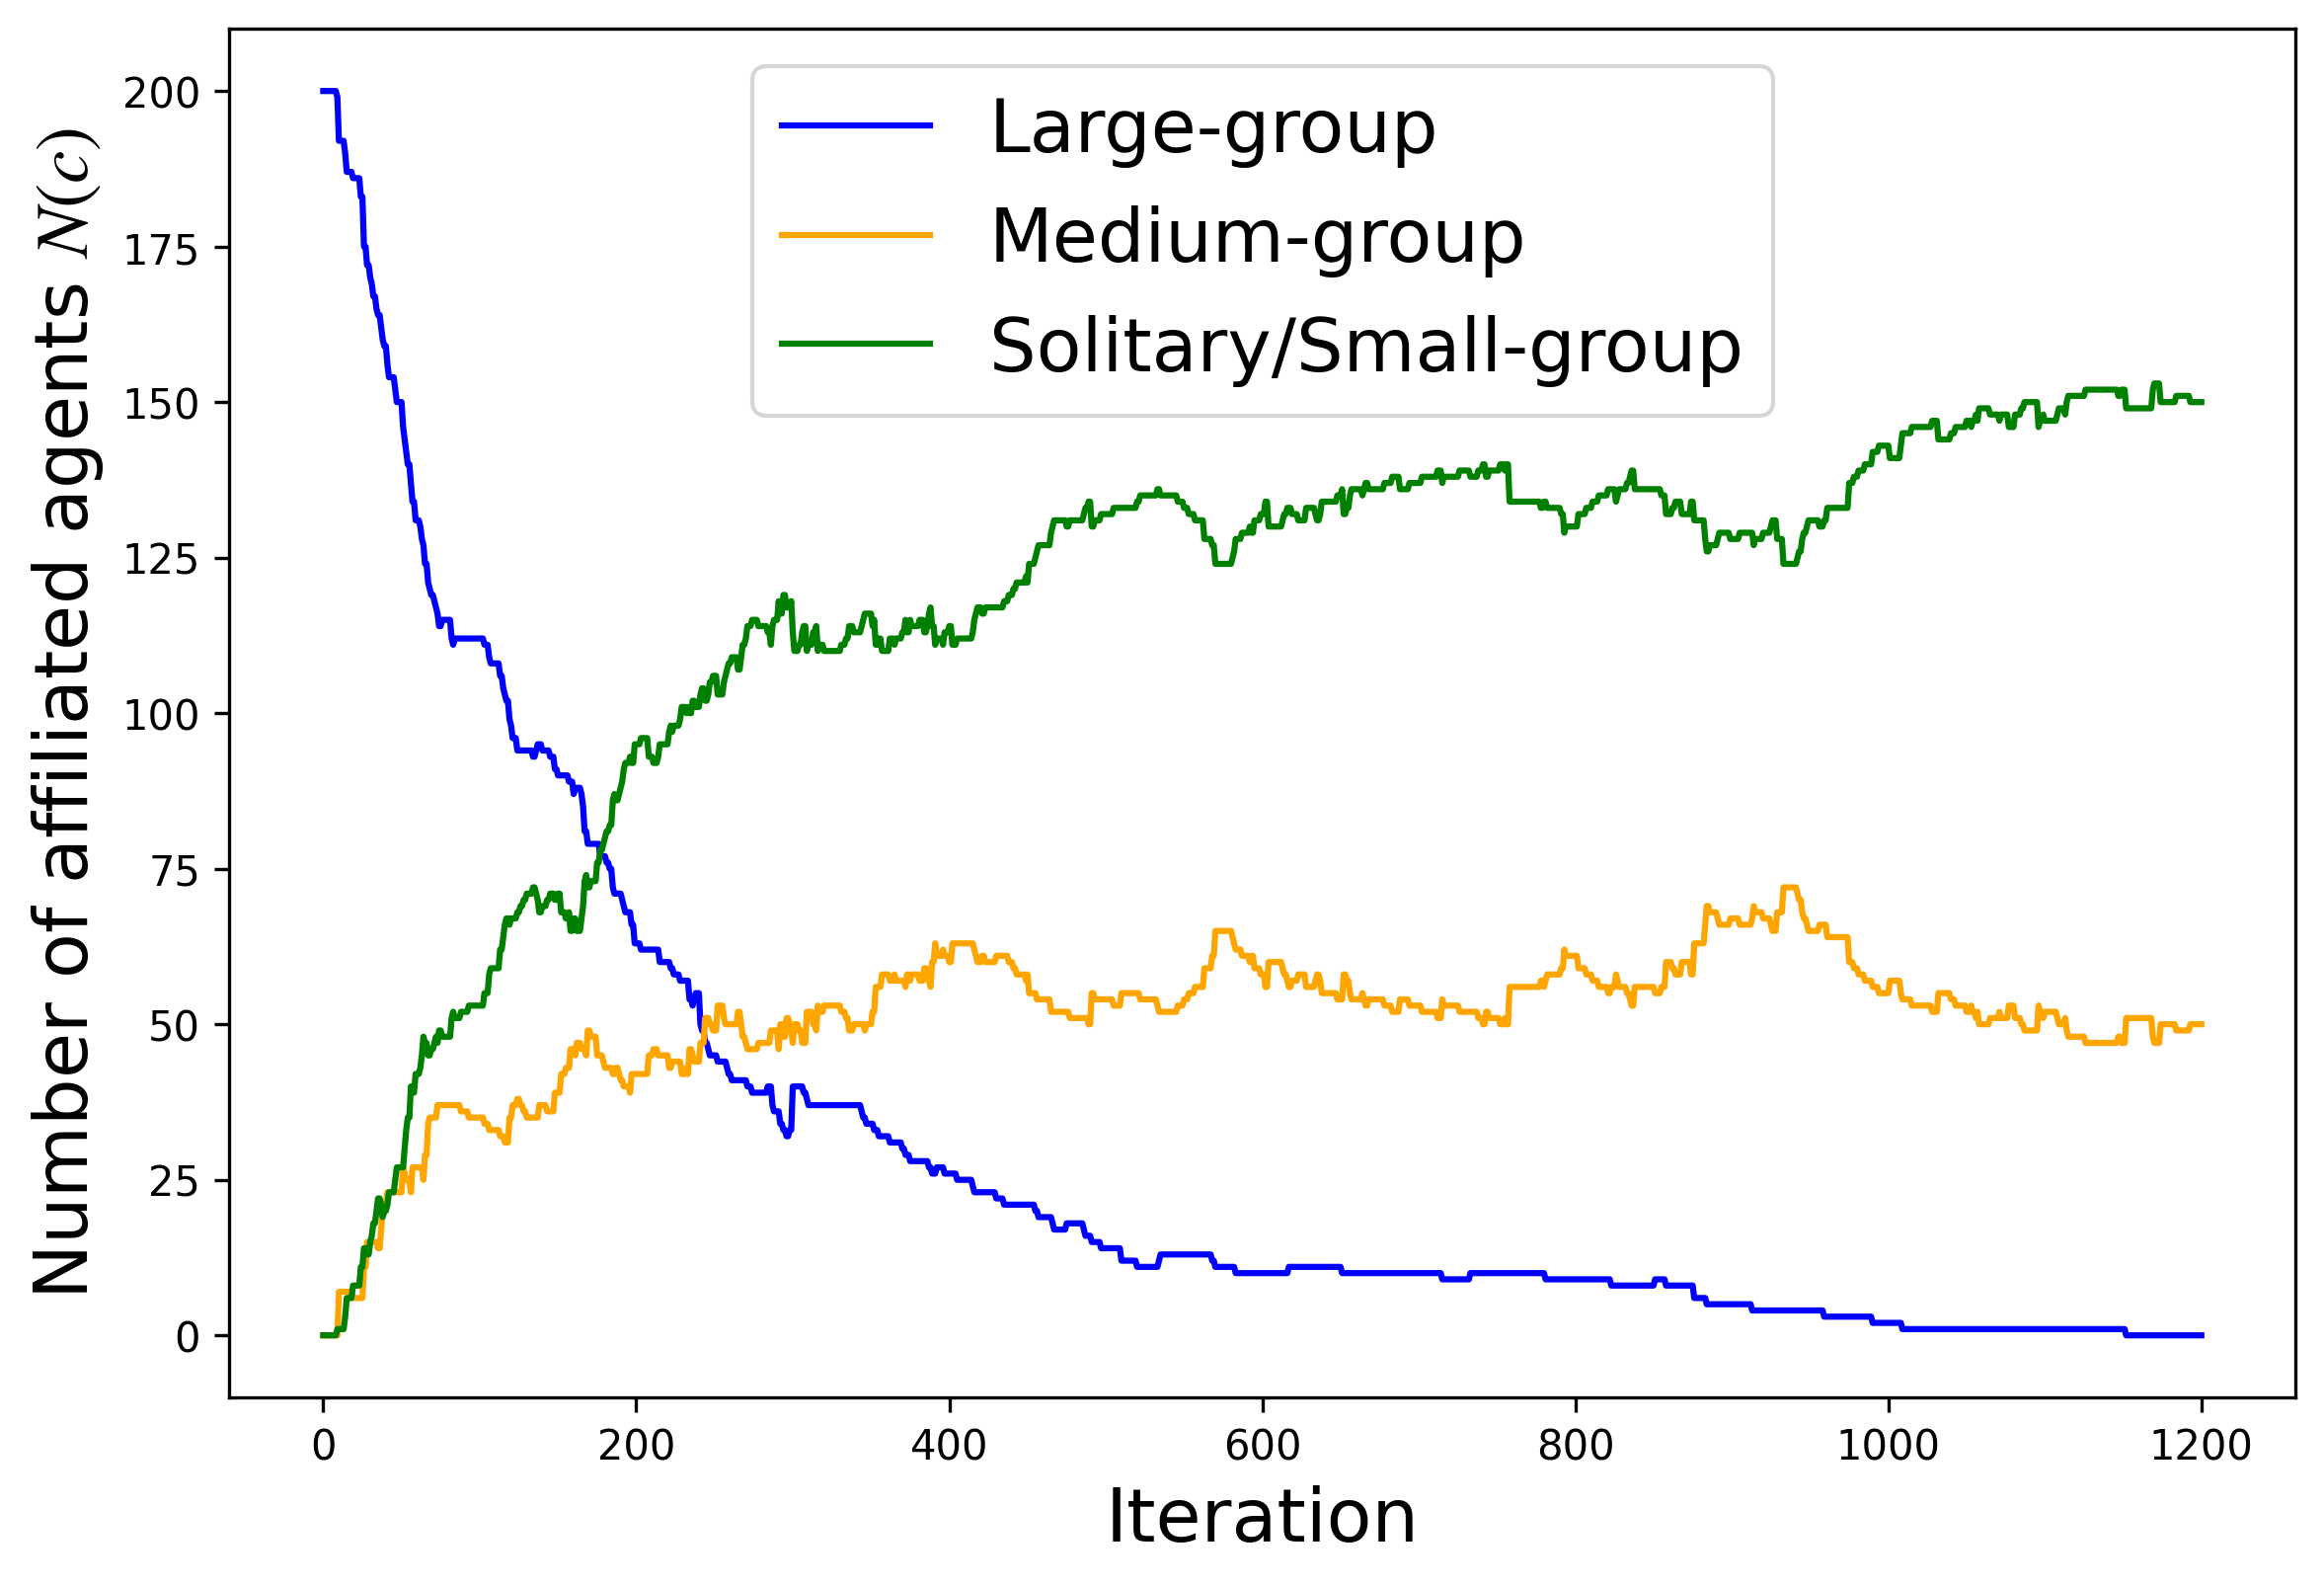 Number of affiliated agents N(c)
200
175
150
125
100
75
50
25
0
Large-group
Medium-group
Solitary/Small-group
0 200 400 600 800 1000 1200
Iteration